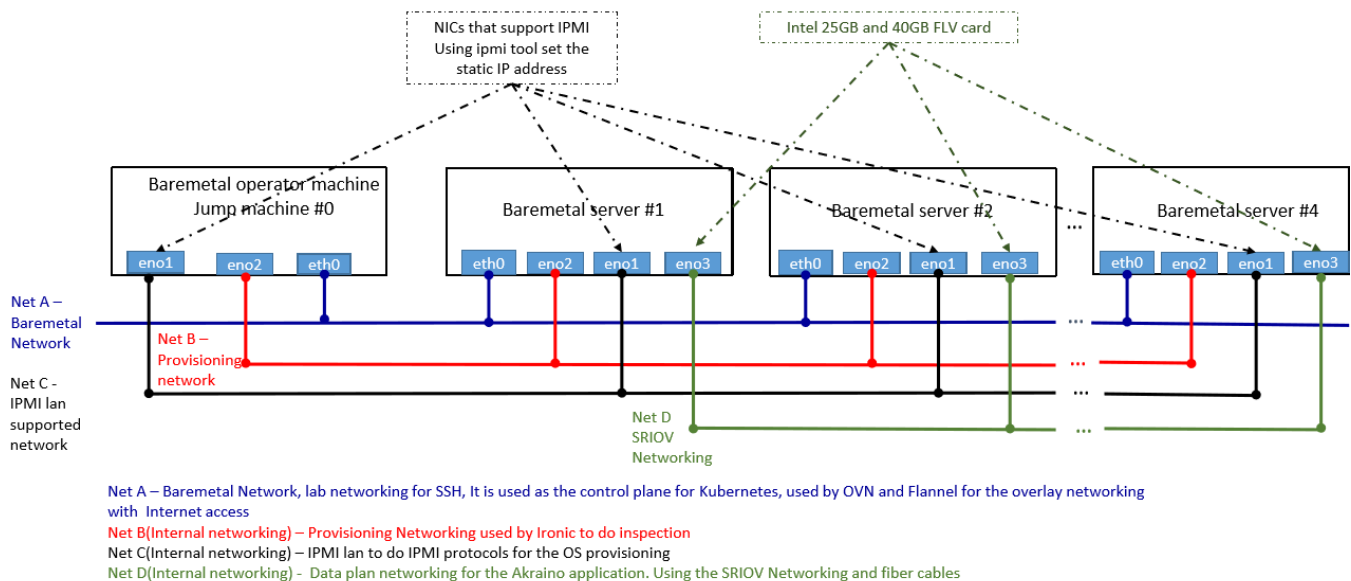 NICs that support IPMI
Using ipmi tool set the
static IP address
Intel 25GB and 40GB FLV card
Baremetal operator machine
Jump machine #0
Baremetal server #1
Baremetal server #2
...
Baremetal server #4
eno1
eno2
eth0
eth0
eno2
eno1
eno3
eth0
eno2
eno1
eno3
eth0
eno2
eno1
eno3
Net A –
Baremetal
Network
...
Net B –
Provisioning
network
...
Net C -
IPMI lan
supported
network
...
Net D
SRIOV
Networking
...
Net A – Baremetal Network, lab networking for SSH, It is used as the control plane for Kubernetes, used by OVN and Flannel for the overlay networking
with Internet access
Net B(Internal networking) – Provisioning Networking used by Ironic to do inspection
Net C(Internal networking) – IPMI lan to do IPMI protocols for the OS provisioning
Net D(Internal networking) - Data plan networking for the Akraino application. Using the SRIOV Networking and fiber cables